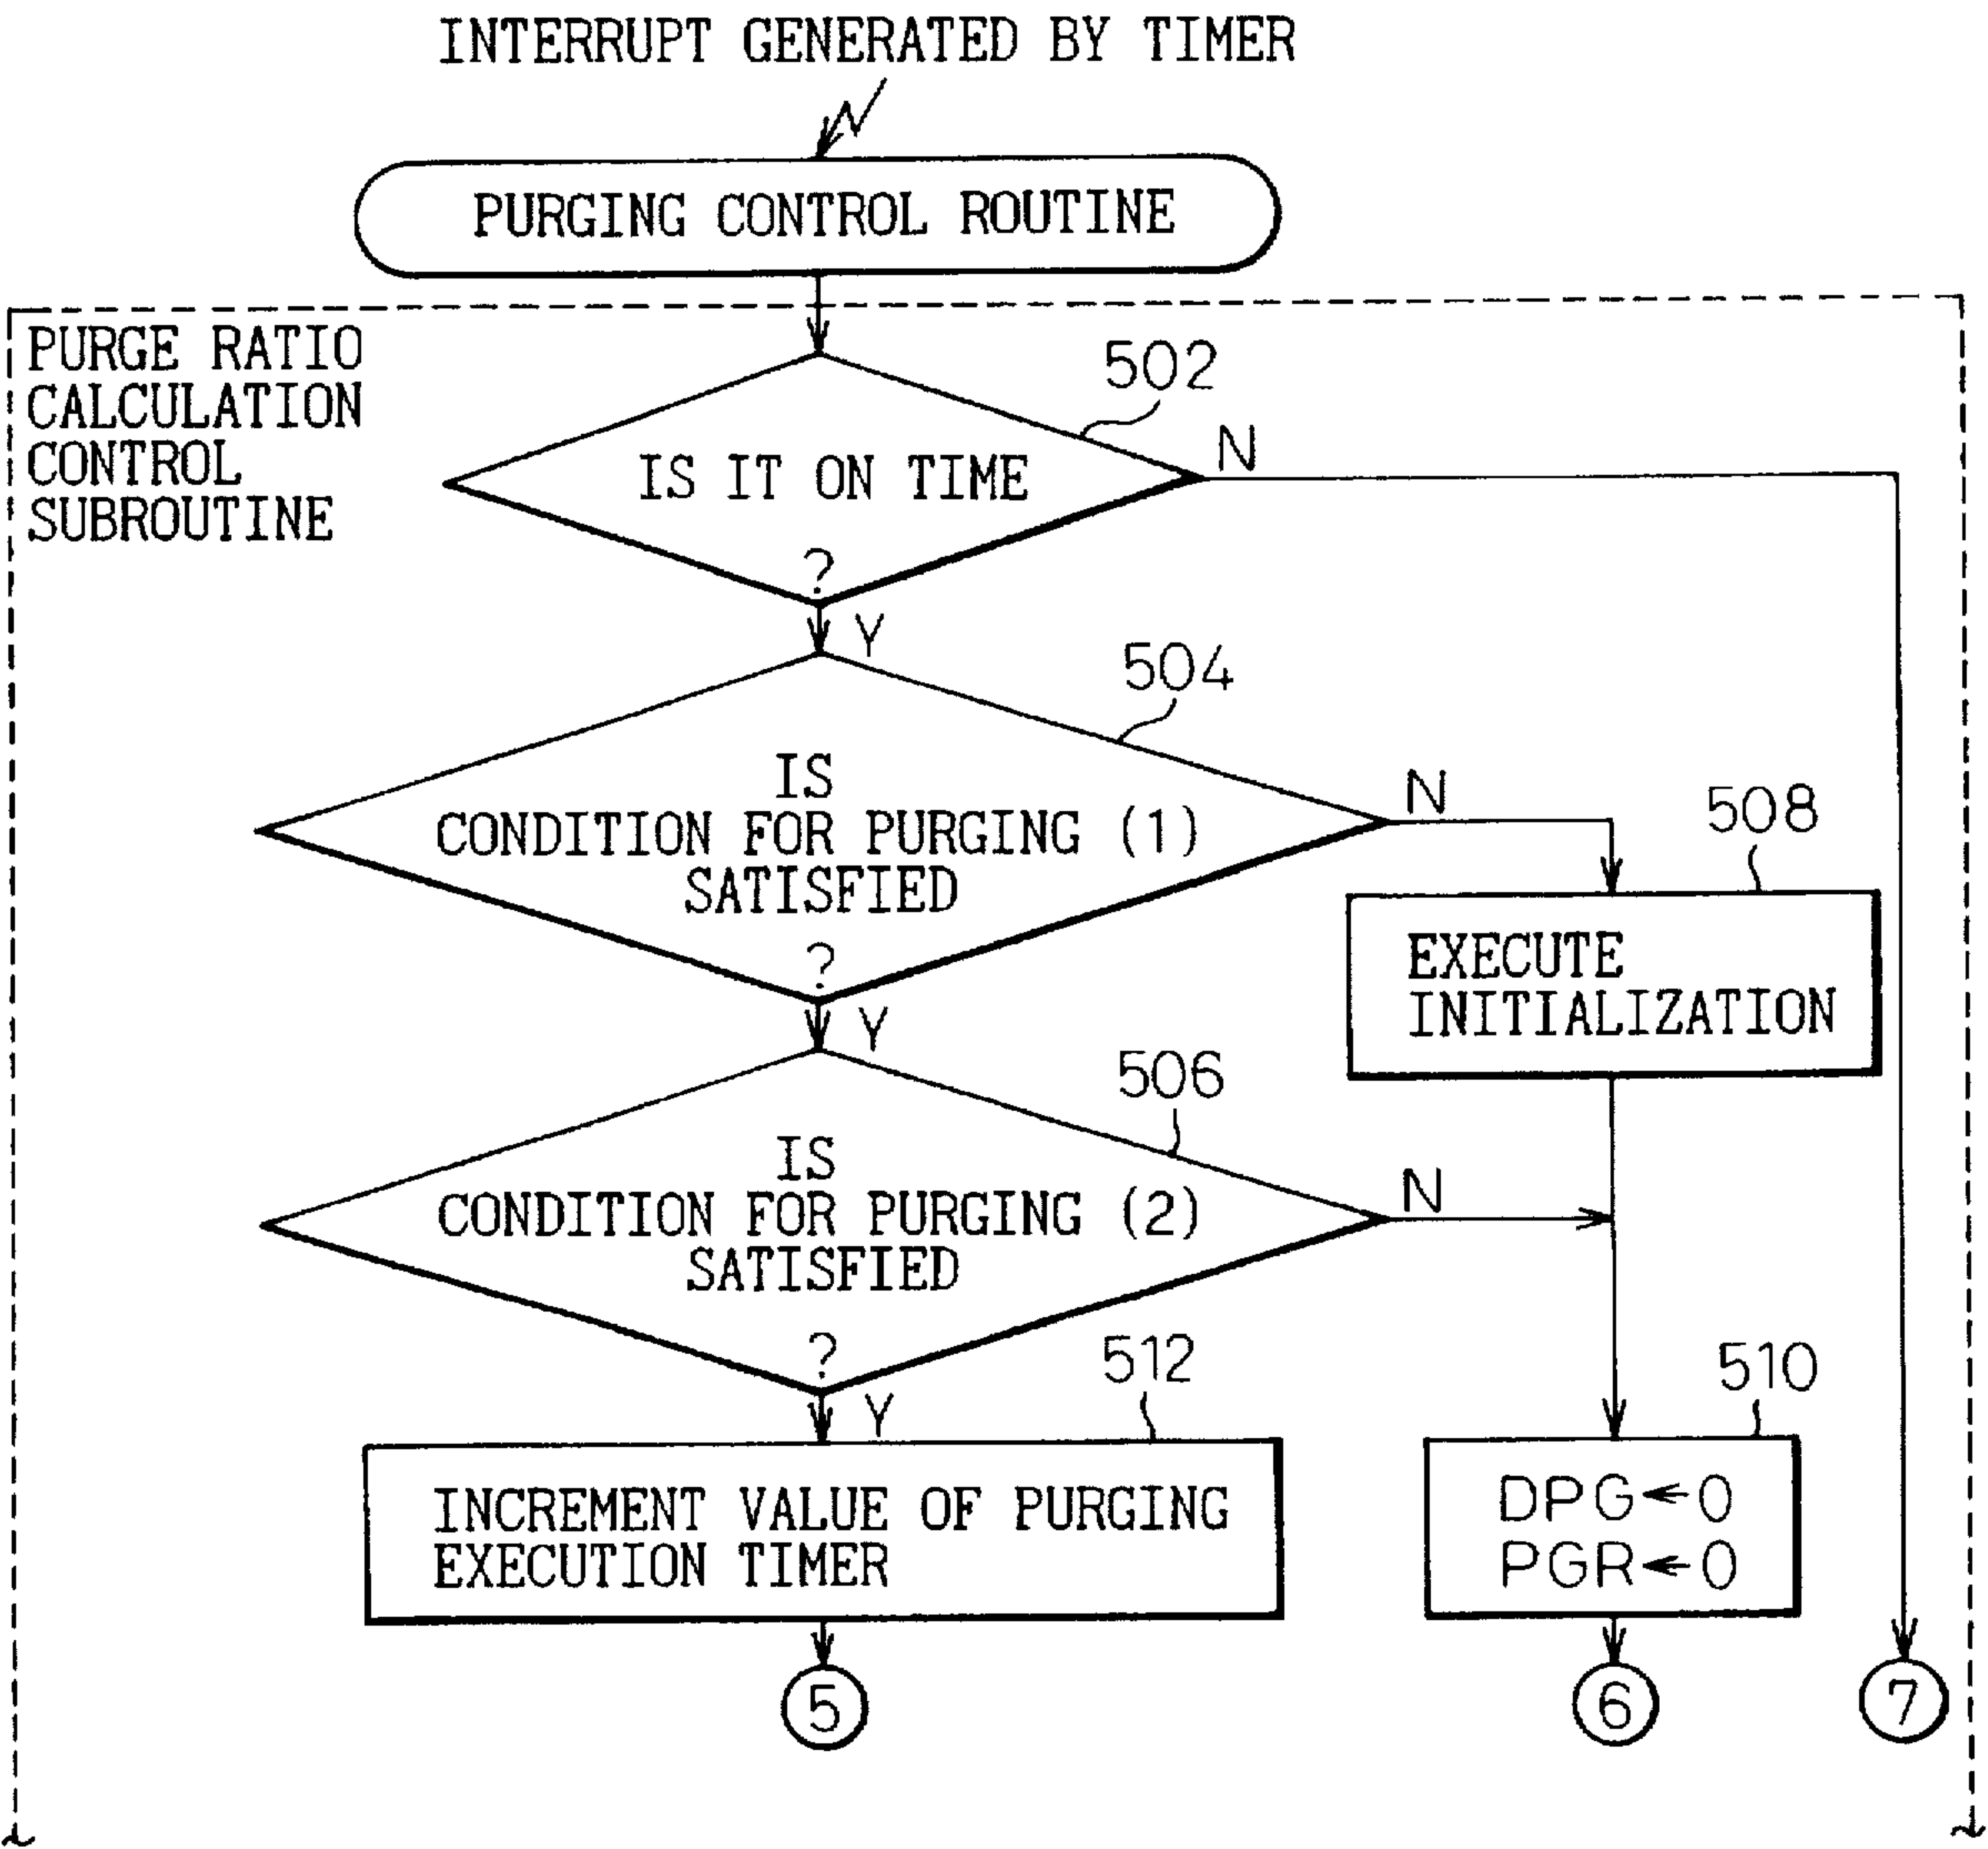 INTERRUPT GENERATED BY TIMER
PURGING CONTROL ROUTINE
PURGE RATIO
CALCULATION
CONTROL
SUBROUTINE
502
IS IT ON TIME
?
N
Y
504
IS
CONDITION FOR PURGING (1)
SATISFIED
?
N
Y
508
EXECUTE
INITIALIZATION
506
IS
CONDITION FOR PURGING (2)
SATISFIED
?
N
Y
512
INCREMENT VALUE OF PURGING
EXECUTION TIMER
510
DPG←0
PGR←0
5
6
7